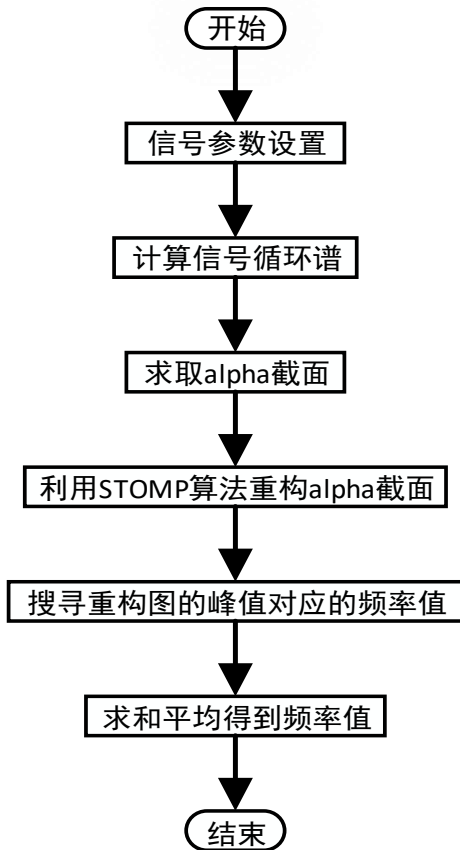 开始
信号参数设置
计算信号循环谱
求取alpha截面
利用STOMP算法重构alpha截面
搜寻重构图的峰值对应的频率值
求和平均得到频率值
结束